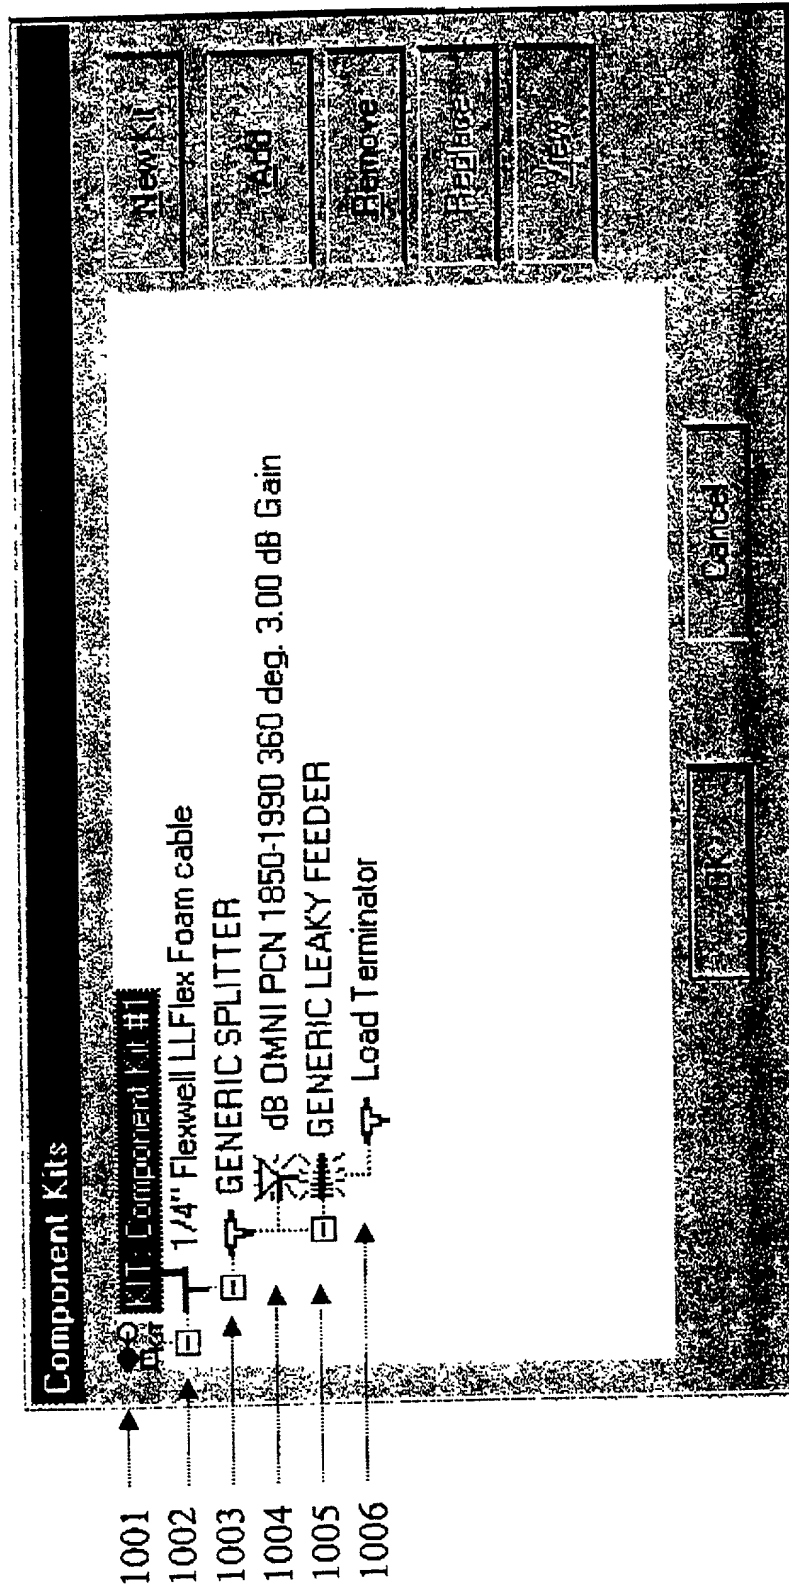 Component Kits
1001
KIT: Component Kit #1
1002
1/4" Flexwell LLFlex Foam cable
1003
GENERIC SPLITTER
1004
dB OMNI PCN 1850-1990 360 deg. 3.00 dB Gain
1005
GENERIC LEAKY FEEDER
1006
Load Terminator
New Kit
Add
Remove
Replace
View
OK
Cancel